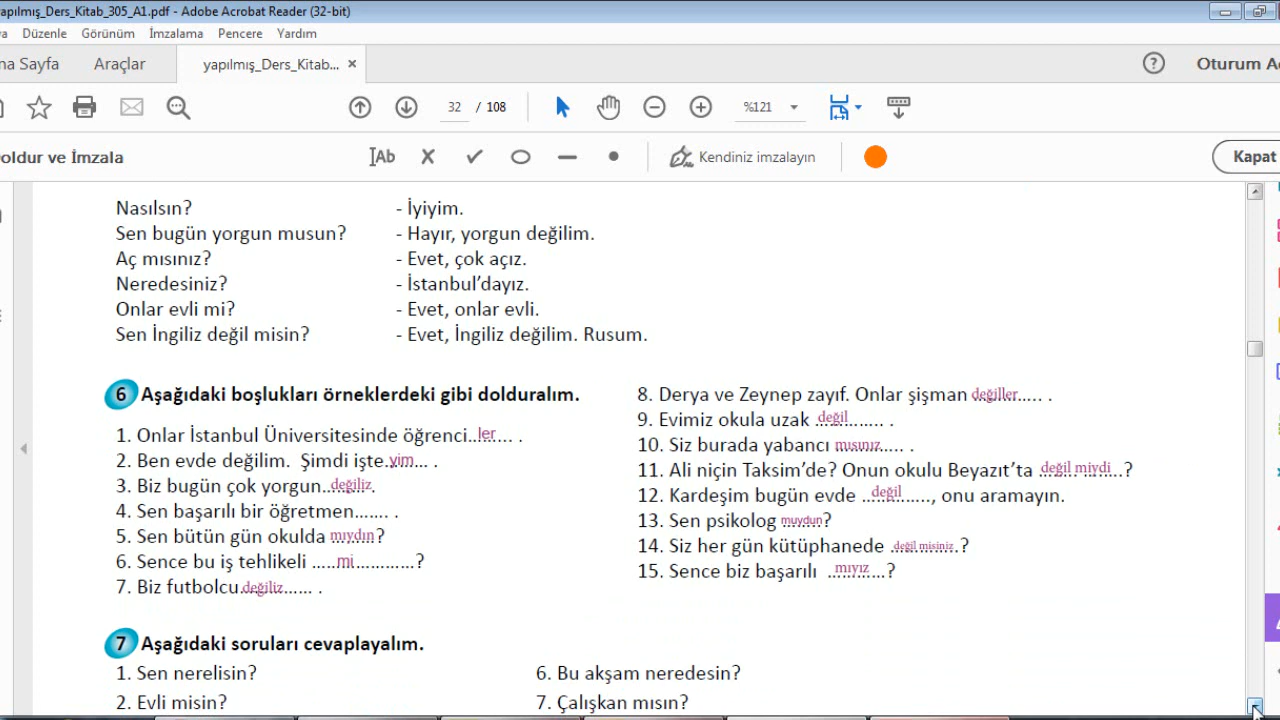 yapılmış_Ders_Kitab_305_A1.pdf - Adobe Acrobat Reader (32-bit)
Düzenle Görünüm İmzalama Pencere Yardım
na Sayfa Araçlar yapılmış_Ders_Kitab... × ? Oturum A
32 / 108 %121
oldur ve İmzala Ab Kendiniz imzalayın Kapat
Nasılsın? - İyiyim.
Sen bugün yorgun musun? - Hayır, yorgun değilim.
Aç mısınız? - Evet, çok açız.
Neredesiniz? - İstanbul’dayız.
Onlar evli mi? - Evet, onlar evli.
Sen İngiliz değil misin? - Evet, İngiliz değilim. Rusum.
6 Aşağıdaki boşlukları örneklerdeki gibi dolduralım.
1. Onlar İstanbul Üniversitesinde öğrenci..ler.... .
2. Ben evde değilim. Şimdi işte.yim... .
3. Biz bugün çok yorgun..değiliz.
4. Sen başarılı bir öğretmen....... .
5. Sen bütün gün okulda mıydın?
6. Sence bu iş tehlikeli .....mi............?
7. Biz futbolcu.değiliz...... .
8. Derya ve Zeynep zayıf. Onlar şişman değiller..... .
9. Evimiz okula uzak değil........ .
10. Siz burada yabancı mısınız..... .
11. Ali niçin Taksim’de? Onun okulu Beyazıt’ta değil miydi ..?
12. Kardeşim bugün evde ..değil......, onu aramayın.
13. Sen psikolog muydun?
14. Siz her gün kütüphanede .değil misiniz.?
15. Sence biz başarılı ..mıyız...?
7 Aşağıdaki soruları cevaplayalım.
1. Sen nerelisin?
2. Evli misin?
6. Bu akşam neredesin?
7. Çalışkan mısın?